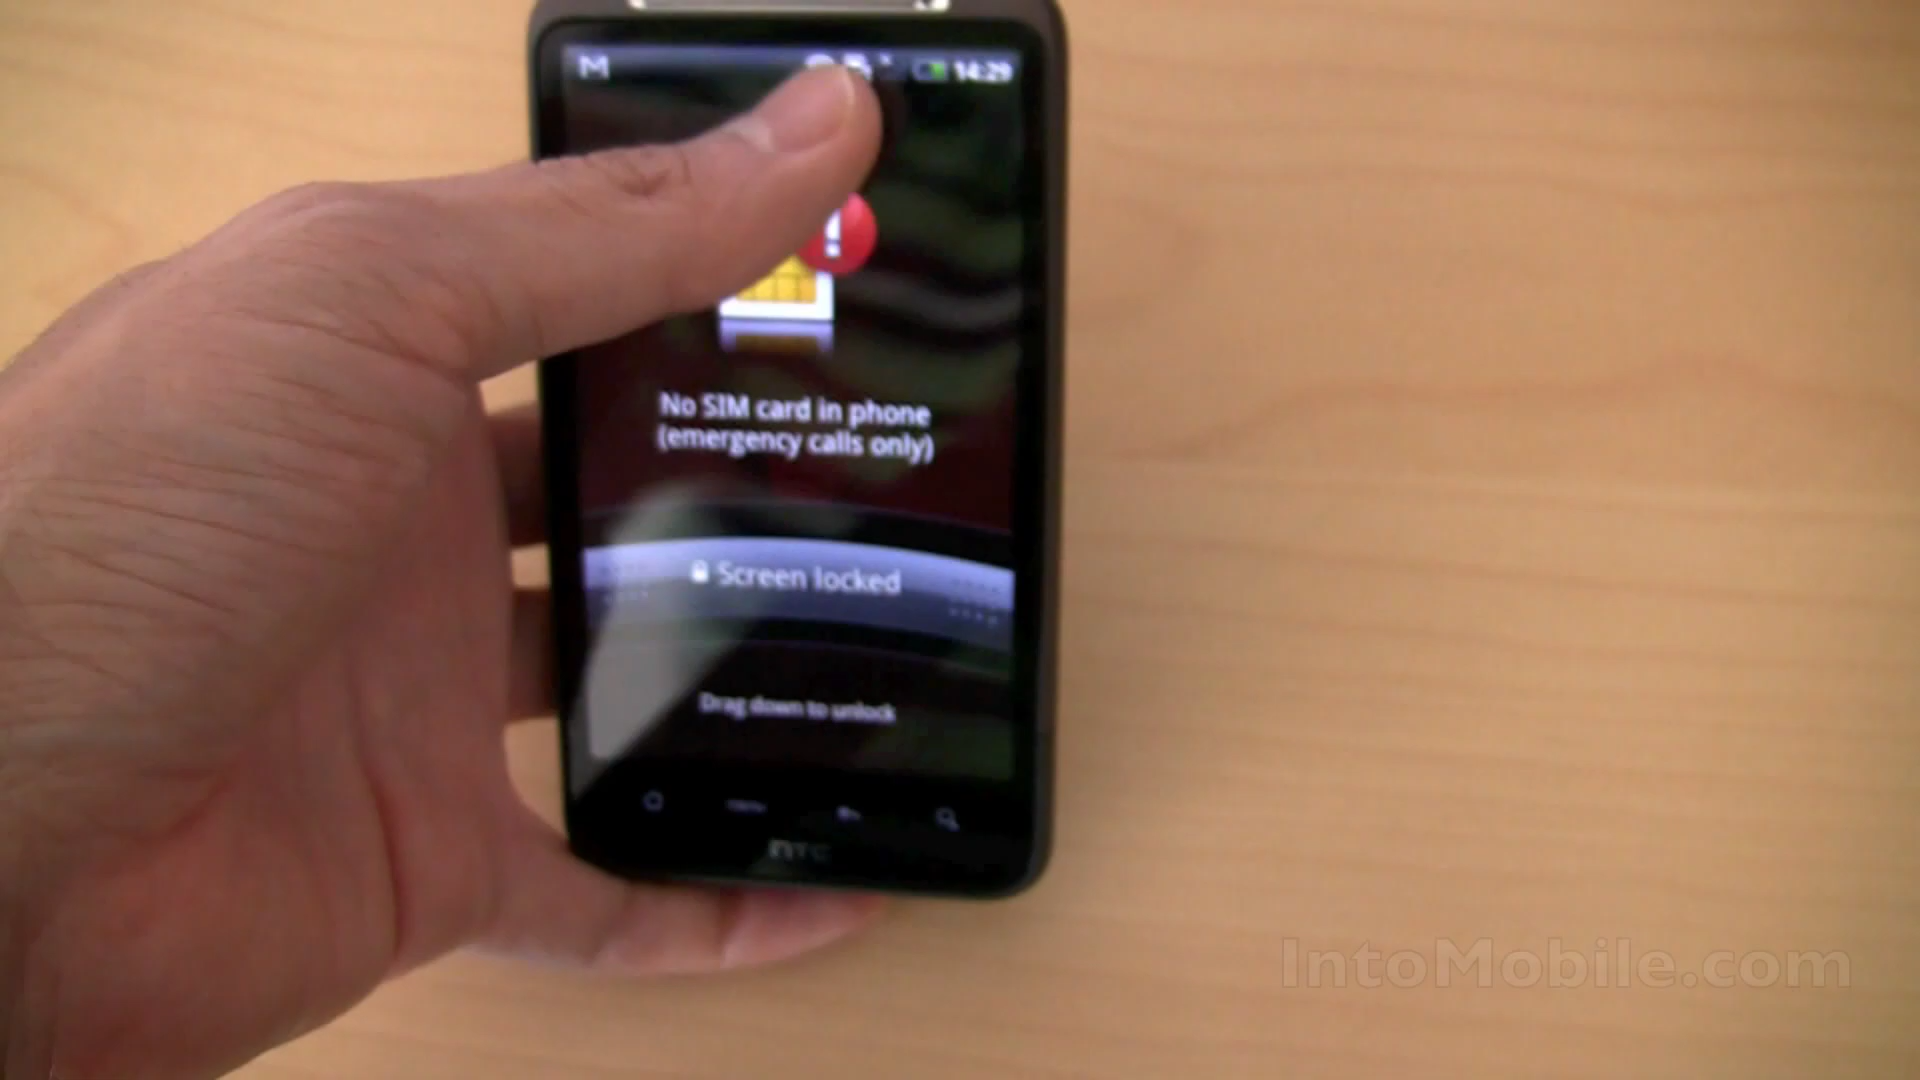 14:29
No SIM card in phone
(emergency calls only)
Screen locked
Drag down to unlock
menu
hTC
IntoMobile.com